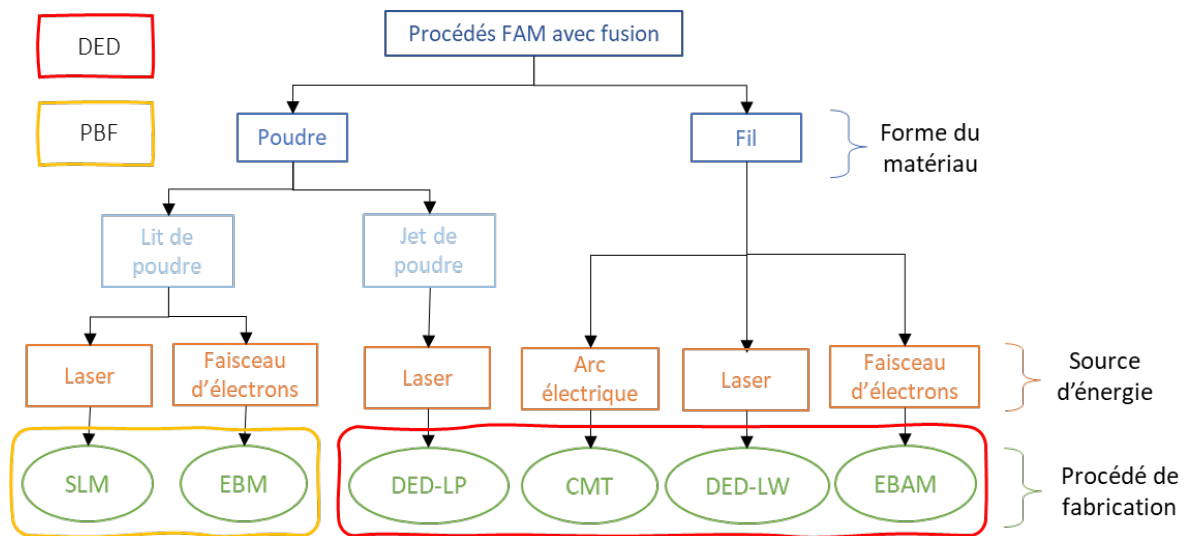 Procédés FAM avec fusion
DED
PBF
Poudre
Fil
Forme du
matériau
Lit de
poudre
Jet de
poudre
Laser
Faisceau
d'électrons
Laser
Arc
électrique
Laser
Faisceau
d'électrons
Source
d'énergie
SLM
EBM
DED-LP
CMT
DED-LW
EBAM
Procédé de
fabrication